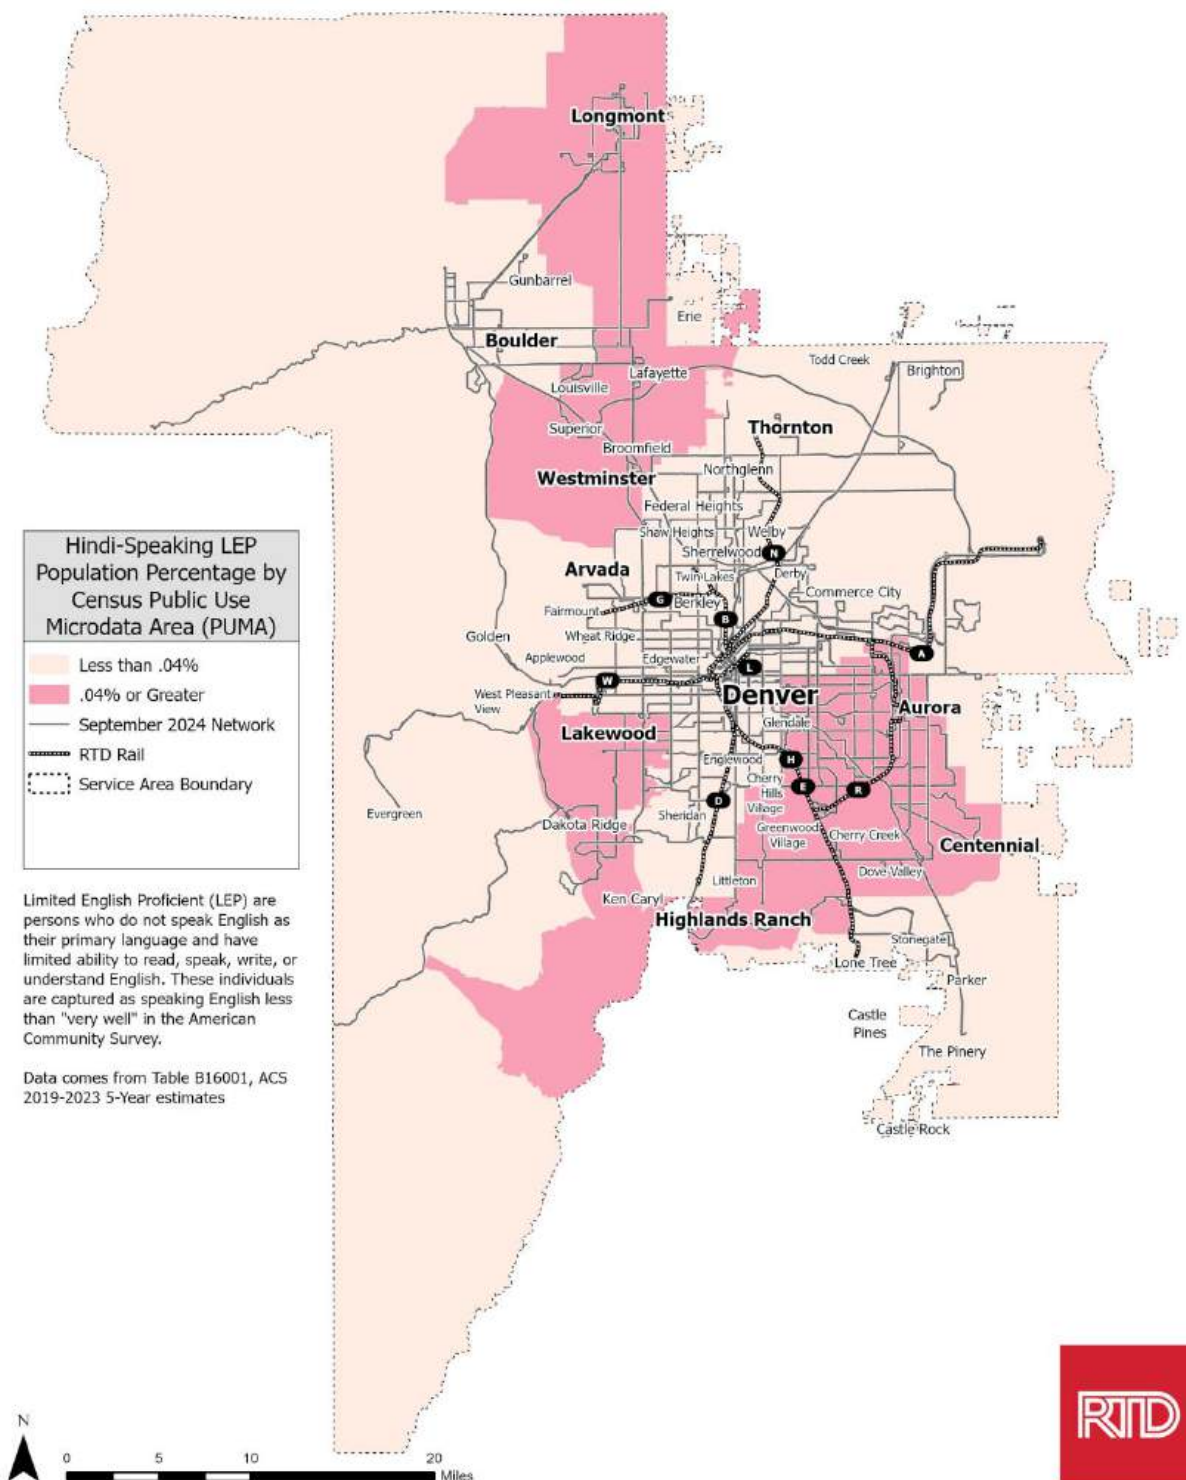 Longmont
Gunbarrel
Erie
Boulder
Todd Creek
Brighton
Lafayette
Louisville
Superior
Thornton
Broomfield
Northglenn
Westminster
Federal Heights
Shaw Heights
Welby
Sherrelwood
N
Arvada
Twin Lakes
Derby
Commerce City
G
Berkley
Fairmount
B
Golden
Wheat Ridge
Applewood
Edgewater
A
L
W
West Pleasant
View
Denver
Aurora
Glendale
Lakewood
Englewood
H
Cherry
Hills
Village
E
R
D
Evergreen
Sheridan
Dakota Ridge
Greenwood
Village
Cherry Creek
Centennial
Dove Valley
Littleton
Ken Caryl
Highlands Ranch
Stonegate
Lone Tree
Parker
Castle
Pines
The Pinery
Castle Rock
Hindi-Speaking LEP
Population Percentage by
Census Public Use
Microdata Area (PUMA)
Less than .04%
.04% or Greater
September 2024 Network
RTD Rail
Service Area Boundary
Limited English Proficient (LEP) are
persons who do not speak English as
their primary language and have
limited ability to read, speak, write, or
understand English. These individuals
are captured as speaking English less
than "very well" in the American
Community Survey.
Data comes from Table B16001, ACS
2019-2023 5-Year estimates
N
0 5 10 20
Miles
RTD